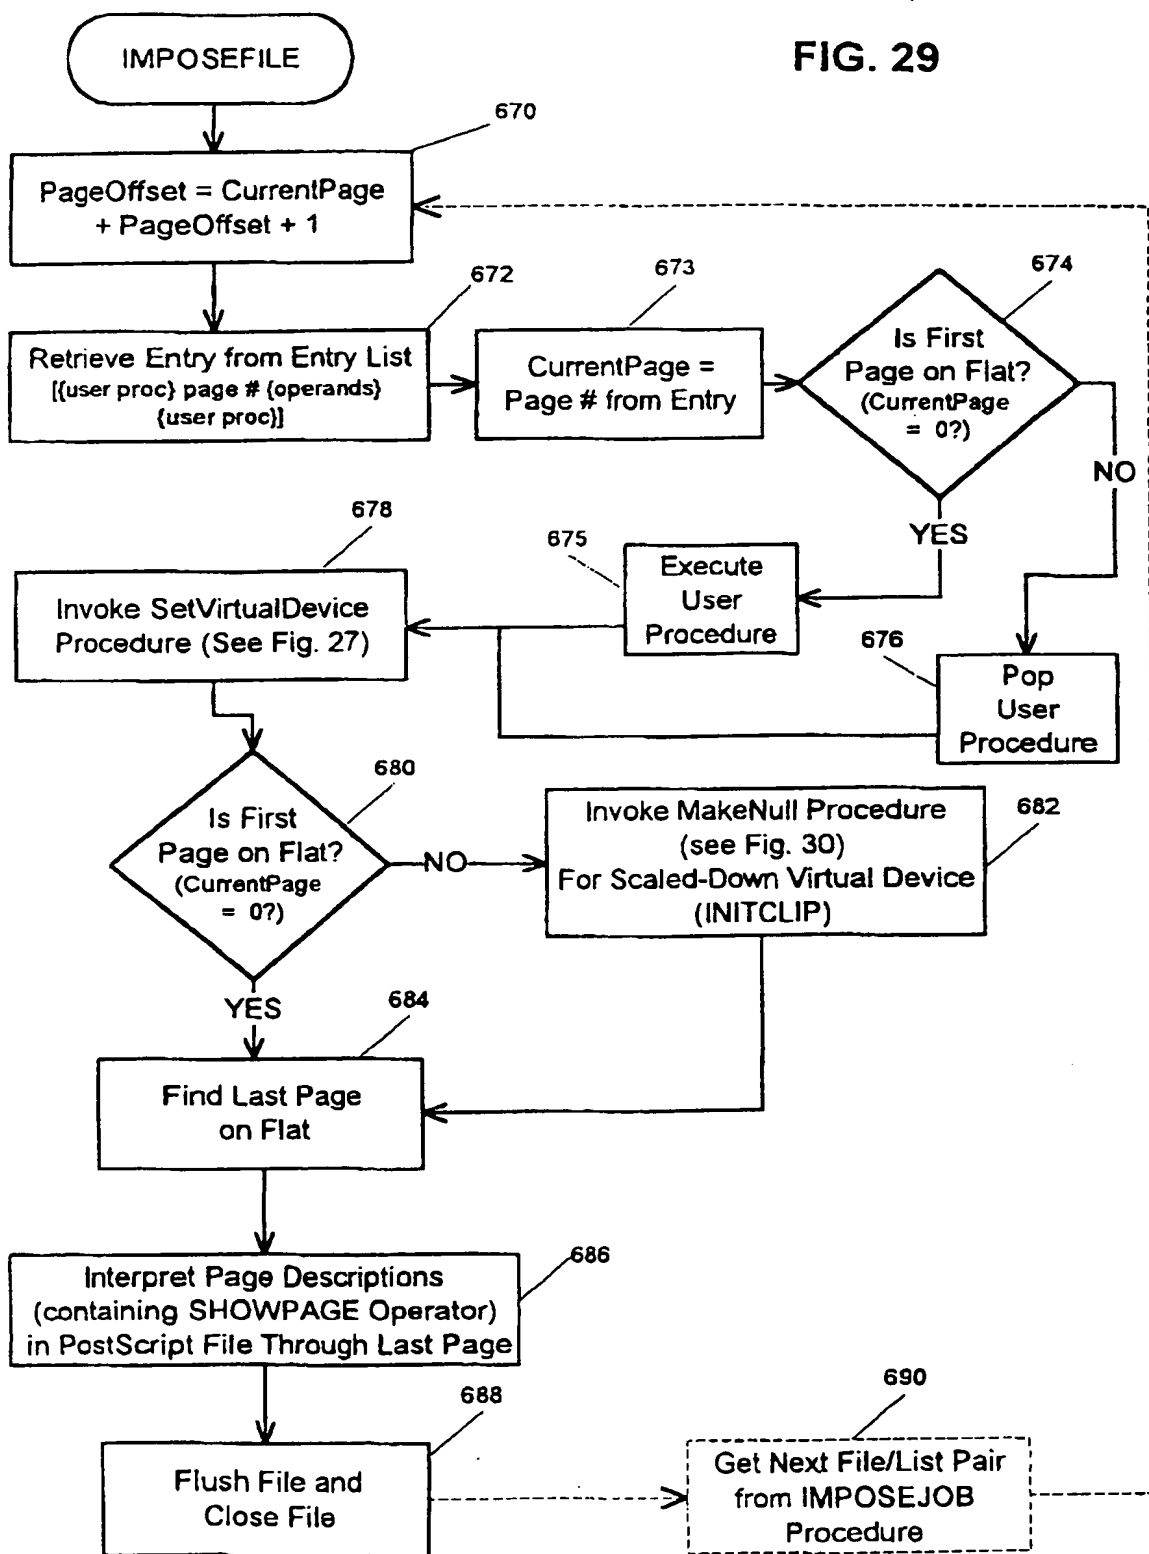 IMPOSEFILE
FIG. 29
670
PageOffset = CurrentPage
+ PageOffset + 1
672
Retrieve Entry from Entry List
[{user proc} page # {operands}
{user proc}]
673
CurrentPage =
Page # from Entry
674
Is First
Page on Flat?
(CurrentPage
= 0?)
NO
YES
675
Execute
User
Procedure
676
Pop
User
Procedure
678
Invoke SetVirtualDevice
Procedure (See Fig. 27)
680
Is First
Page on Flat?
(CurrentPage
= 0?)
NO
YES
682
Invoke MakeNull Procedure
(see Fig. 30)
For Scaled-Down Virtual Device
(INITCLIP)
684
Find Last Page
on Flat
686
Interpret Page Descriptions
(containing SHOWPAGE Operator)
in PostScript File Through Last Page
688
Flush File and
Close File
690
Get Next File/List Pair
from IMPOSEJOB
Procedure